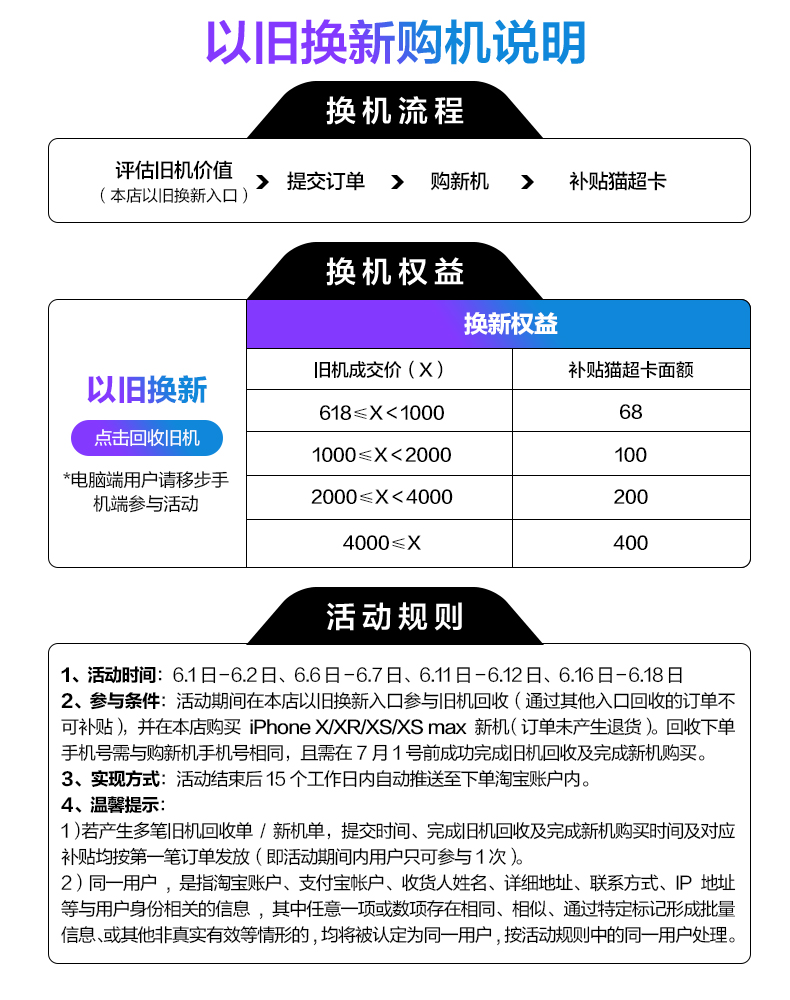 以旧换新购机说明
换机流程
评估旧机价值
（本店以旧换新入口）
提交订单
购新机
补贴猫超卡
换机权益
以旧换新
点击回收旧机
*电脑端用户请移步手
机端参与活动
换新权益
旧机成交价（X） 补贴猫超卡面额
618≤X<1000 68
1000≤X<2000 100
2000≤X<4000 200
4000≤X 400
活动规则
1、活动时间：6.1日-6.2日、6.6日-6.7日、6.11日-6.12日、6.16日-6.18日
2、参与条件：活动期间在本店以旧换新入口参与旧机回收（通过其他入口回收的订单不
可补贴），并在本店购买 iPhone X/XR/XS/XS max 新机（订单未产生退货）。回收下单
手机号需与购新机手机号相同，且需在7月1号前成功完成旧机回收及完成新机购买。
3、实现方式：活动结束后15个工作日内自动推送至下单淘宝账户内。
4、温馨提示：
1）若产生多笔旧机回收单 / 新机单，提交时间、完成旧机回收及完成新机购买时间及对应
补贴均按第一笔订单发放（即活动期间内用户只可参与1次）。
2）同一用户，是指淘宝账户、支付宝帐户、收货人姓名、详细地址、联系方式、IP 地址
等与用户身份相关的信息，其中任意一项或数项存在相同、相似、通过特定标记形成批量
信息、或其他非真实有效等情形的，均将被认定为同一用户，按活动规则中的同一用户处理。